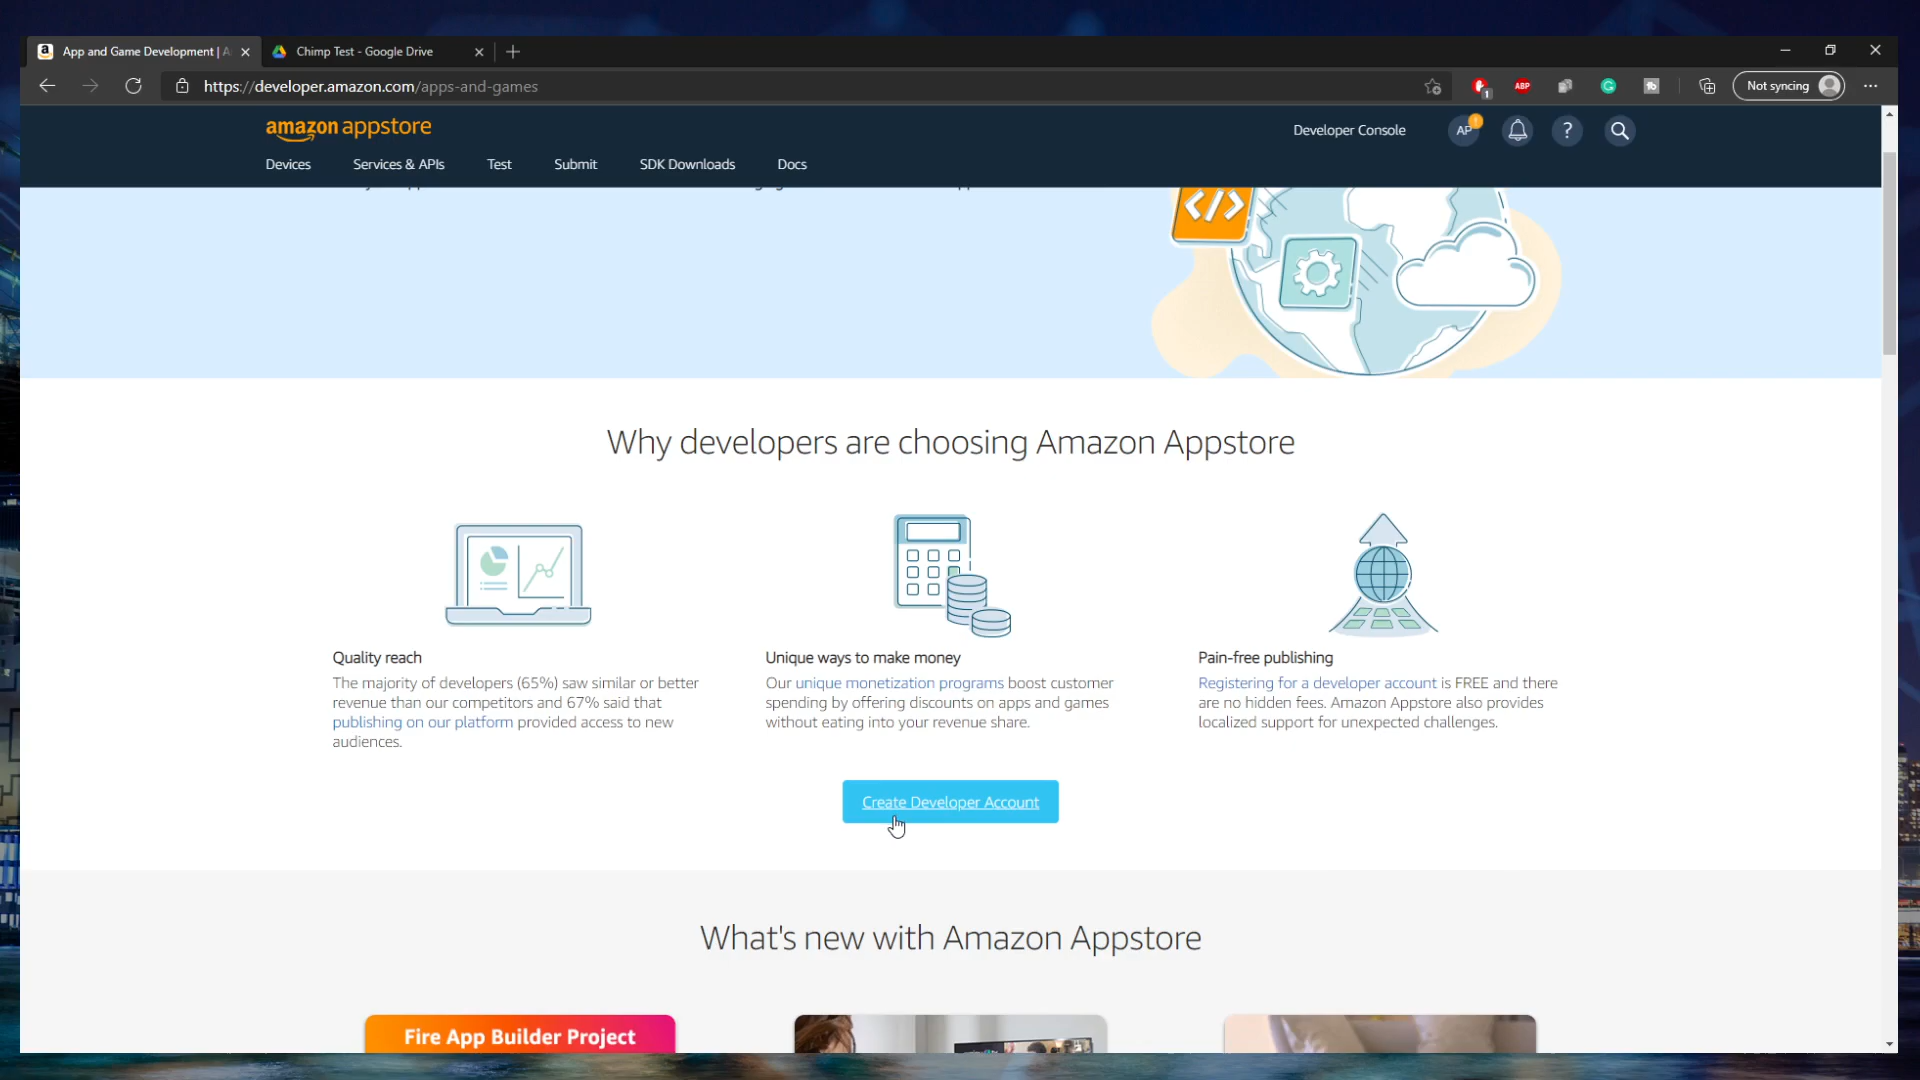 App and Game Development | A
Chimp Test - Google Drive
https://developer.amazon.com/apps-and-games
1
ABP
Not syncing
amazon appstore
Developer Console
AP
!
?
Devices
Services & APIs
Test
Submit
SDK Downloads
Docs
</>
Why developers are choosing Amazon Appstore
Quality reach
The majority of developers (65%) saw similar or better
revenue than our competitors and 67% said that
publishing on our platform provided access to new
audiences.
Unique ways to make money
Our unique monetization programs boost customer
spending by offering discounts on apps and games
without eating into your revenue share.
Pain-free publishing
Registering for a developer account is FREE and there
are no hidden fees. Amazon Appstore also provides
localized support for unexpected challenges.
Create Developer Account
What's new with Amazon Appstore
Fire App Builder Project